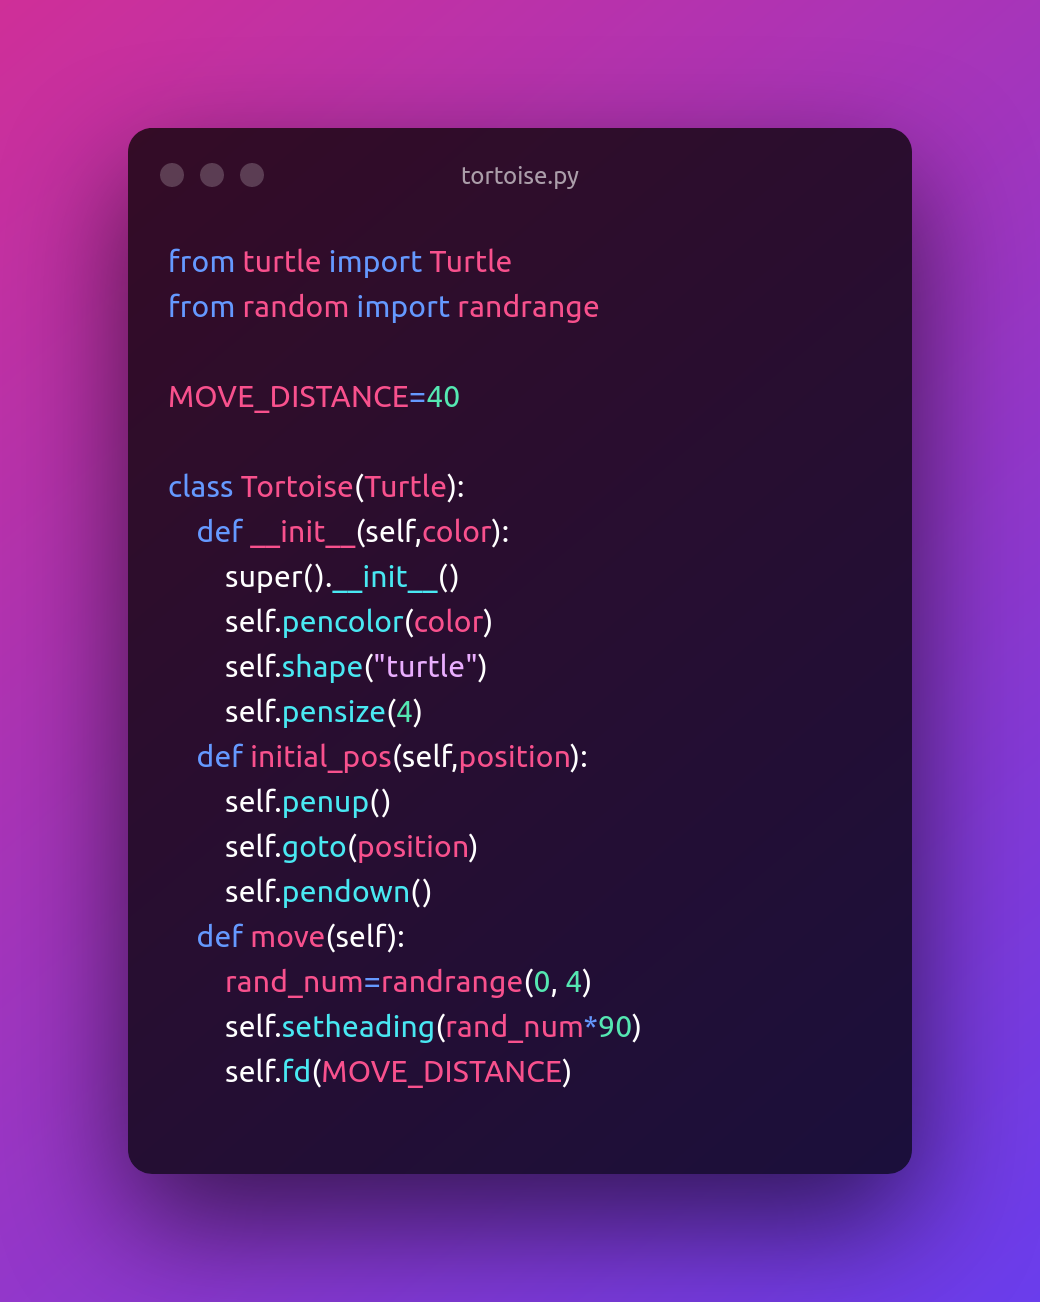 tortoise.py
from turtle import Turtle
from random import randrange

MOVE_DISTANCE=40

class Tortoise(Turtle):
    def __init__(self,color):
        super().__init__()
        self.pencolor(color)
        self.shape("turtle")
        self.pensize(4)
    def initial_pos(self,position):
        self.penup()
        self.goto(position)
        self.pendown()
    def move(self):
        rand_num=randrange(0, 4)
        self.setheading(rand_num*90)
        self.fd(MOVE_DISTANCE)